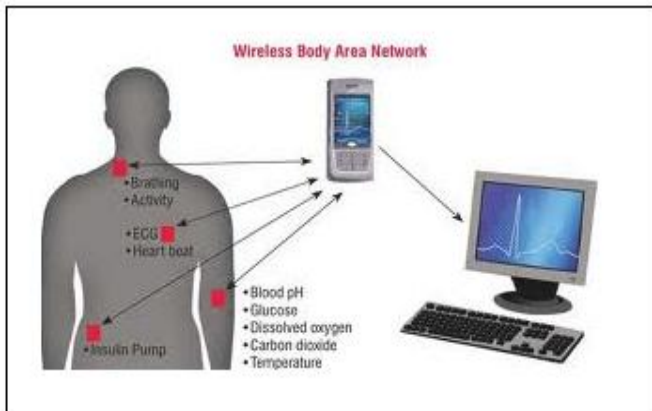 Wireless Body Area Network
•Brathing
•Activity
•ECG
•Heart beat
•Blood pH
•Glucose
•Dissolved oxygen
•Carbon dioxide
•Temperature
•Insulin Pump